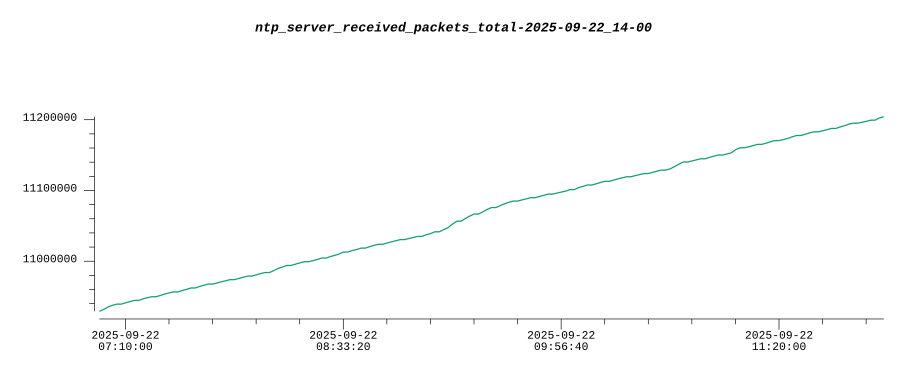 ntp_server_received_packets_total-2025-09-22_14-00
11200000
11100000
11000000
2025-09-22 2025-09-22 2025-09-22 2025-09-22
07:10:00 08:33:20 09:56:40 11:20:00